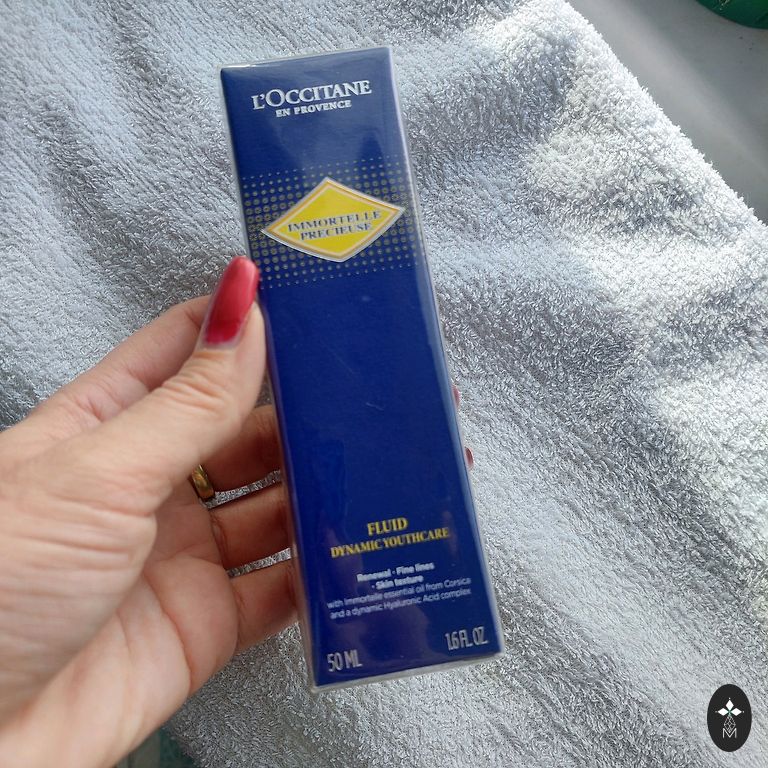 L'OCCITANE
EN PROVENCE
IMMORTELLE
PRECIEUSE
FLUID
DYNAMIC YOUTHCARE
Renewal - Fine lines
- Skin texture
with immortelle essential oil from Corsica
and a dynamic Hyaluronic Acid complex
50 ML 1.6 FL. OZ.
M